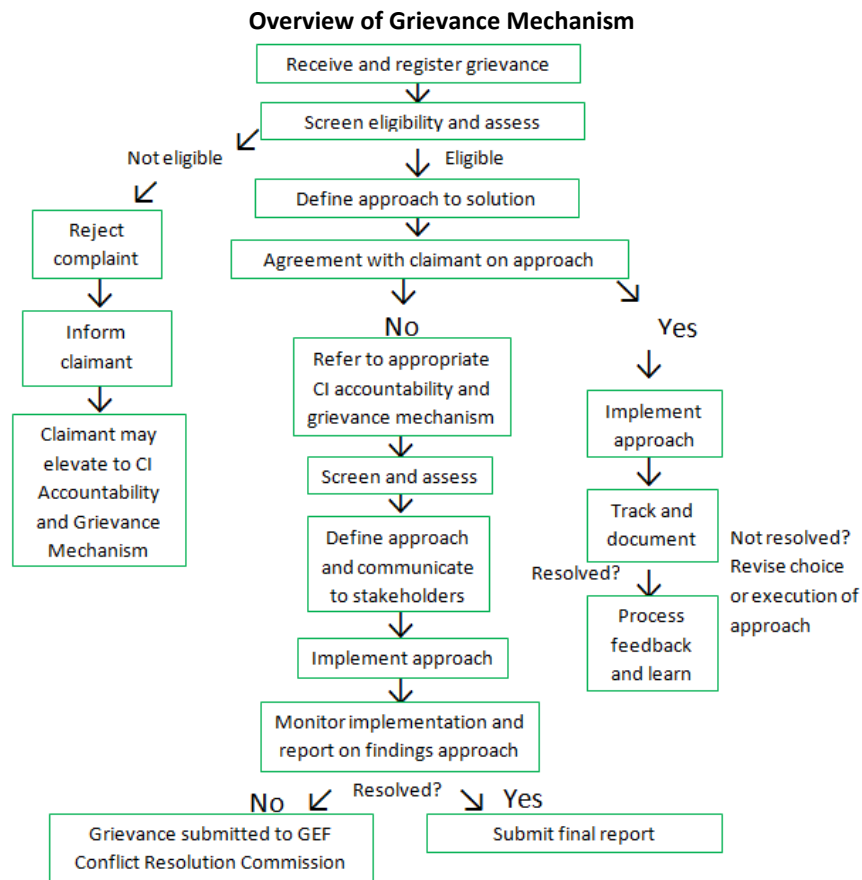 Overview of Grievance Mechanism
Receive and register grievance
Screen eligibility and assess
Not eligible
Eligible
Define approach to solution
Reject
complaint
Agreement with claimant on approach
No
Yes
Inform
claimant
Refer to appropriate
CI accountability and
grievance mechanism
Implement
approach
Claimant may
elevate to CI
Accountability
and Grievance
Mechanism
Screen and assess
Track and
document
Define approach
and communicate
to stakeholders
Not resolved?
Revise choice
or execution of
approach
Resolved?
Process
feedback
and learn
Implement approach
Monitor implementation and
report on findings approach
Resolved?
No
Yes
Grievance submitted to GEF
Conflict Resolution Commission
Submit final report